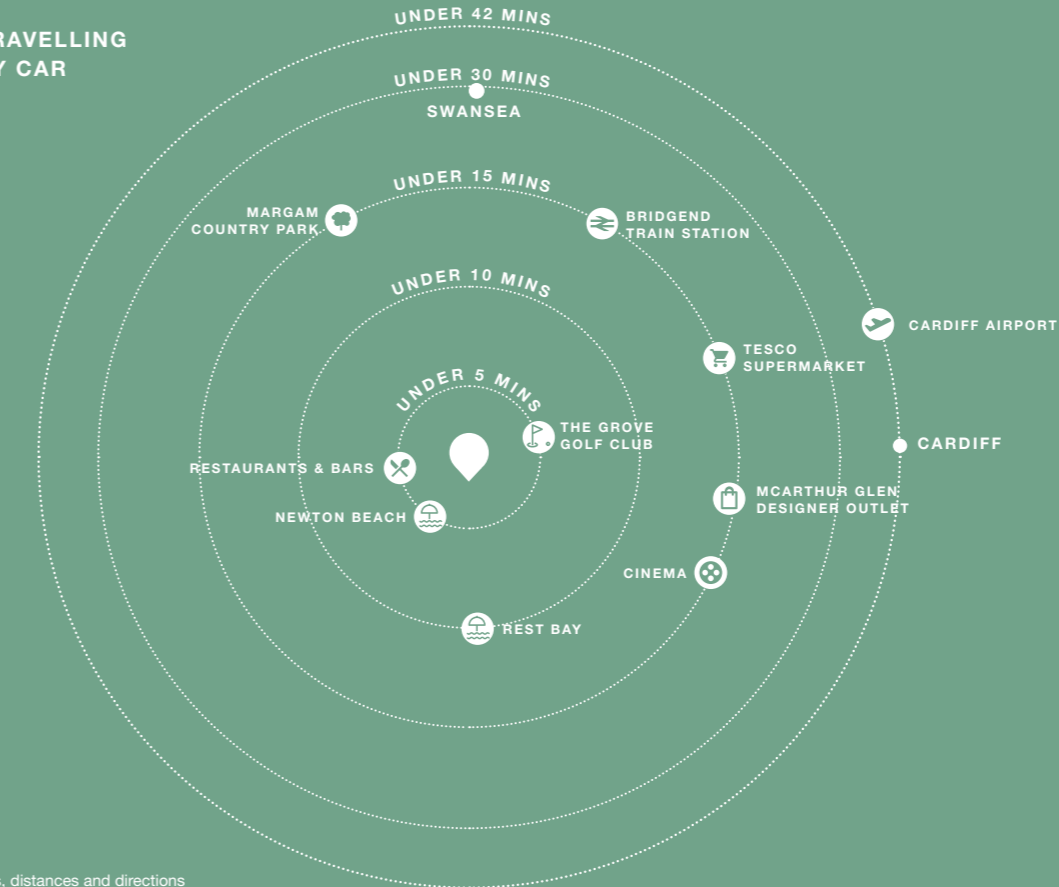 UNDER 42 MINS
RAVELLING
Y CAR
UNDER 30 MINS
SWANSEA
UNDER 15 MINS
MARGAM
COUNTRY PARK
BRIDGEND
TRAIN STATION
UNDER 10 MINS
CARDIFF AIRPORT
TESCO
SUPERMARKET
UNDER 5 MINS
THE GROVE
GOLF CLUB
CARDIFF
RESTAURANTS & BARS
MCARTHUR GLEN
DESIGNER OUTLET
NEWTON BEACH
CINEMA
REST BAY
, distances and directions